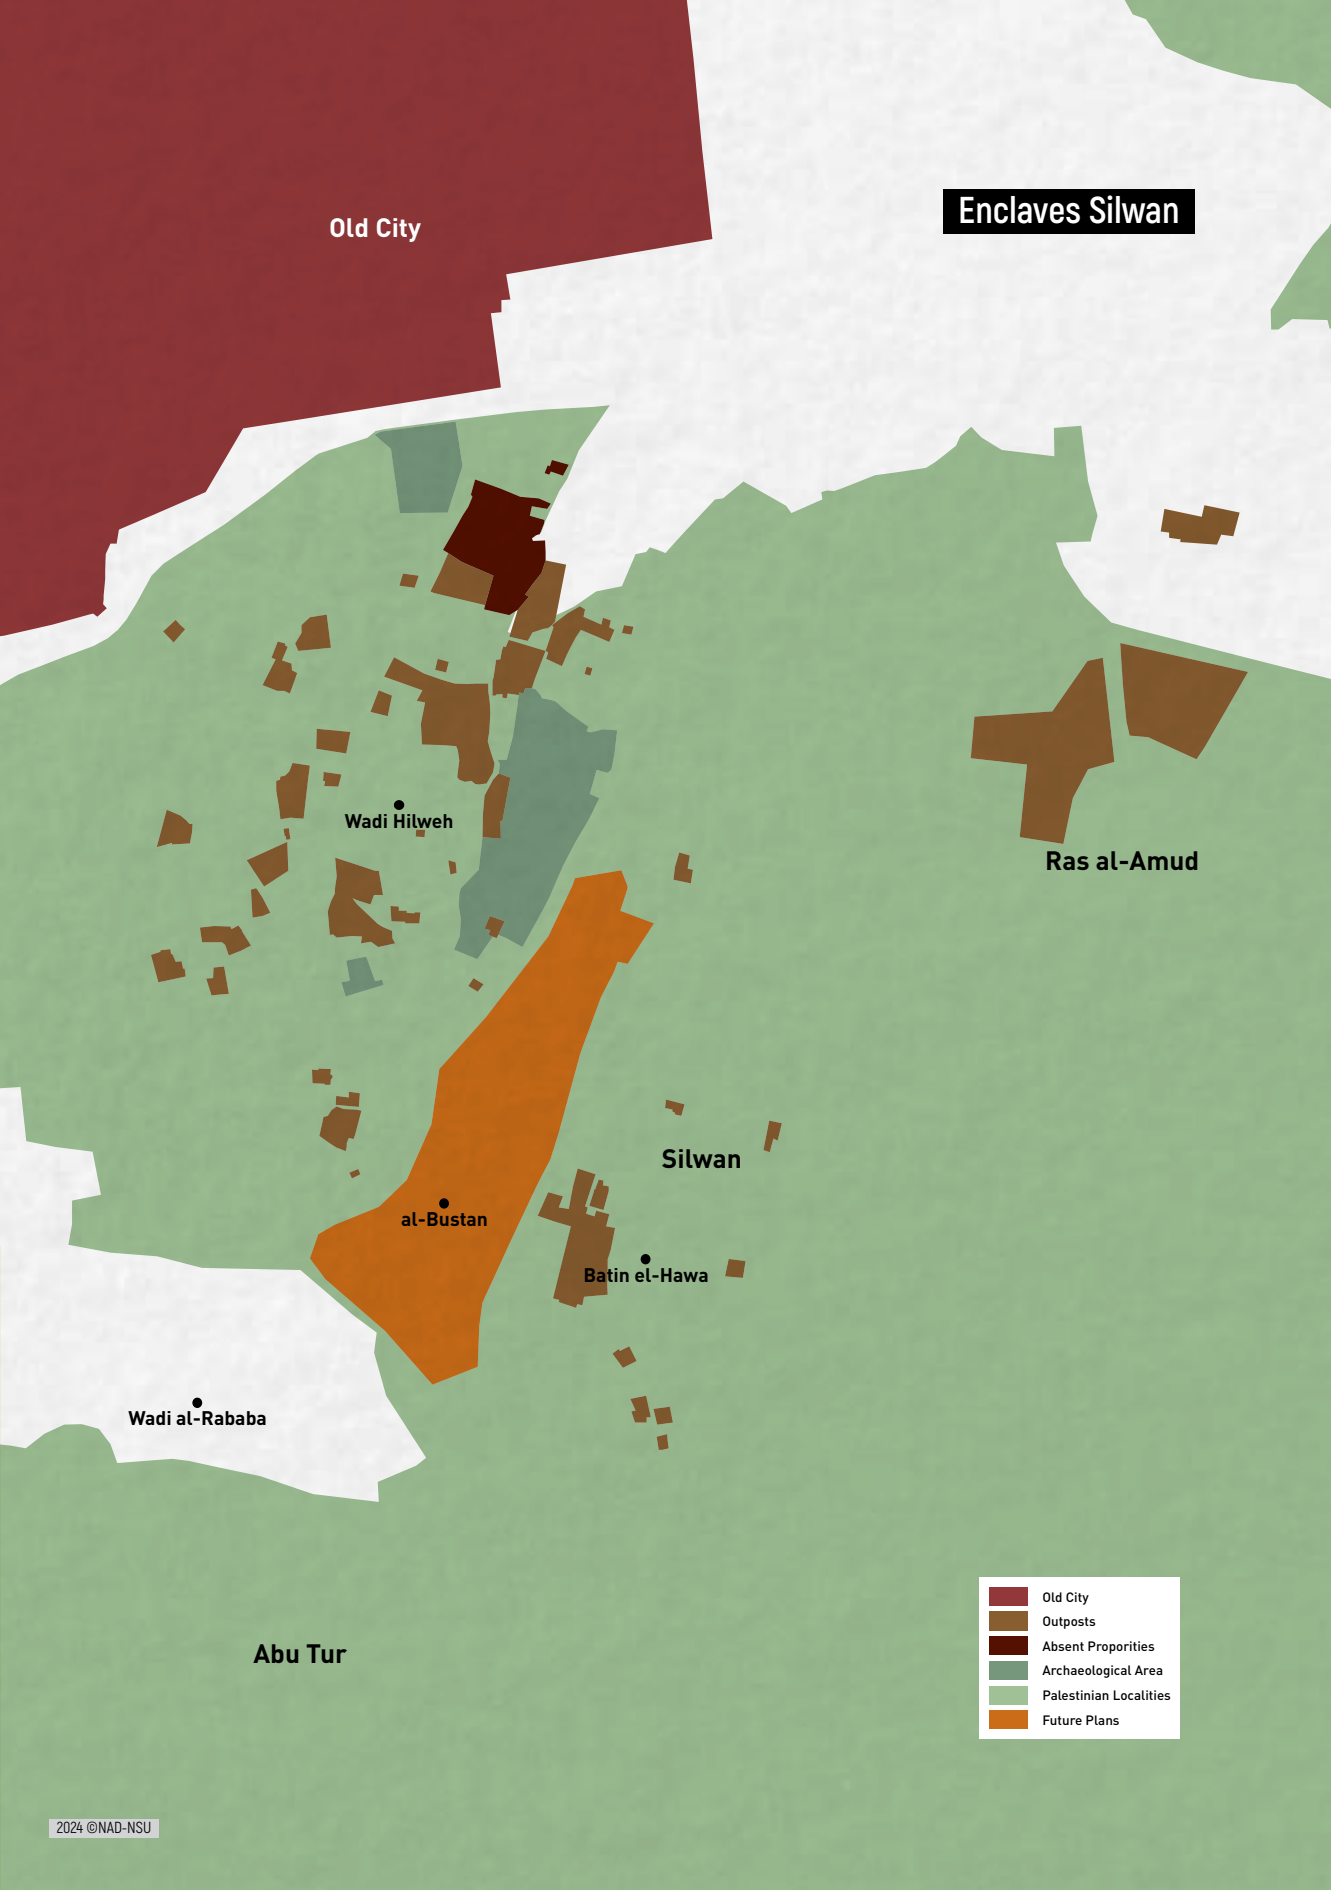 Old City
Enclaves Silwan
Wadi Hilweh
Ras al-Amud
Silwan
al-Bustan
Batin el-Hawa
Wadi al-Rababa
Abu Tur
Old City
Outposts
Absent Proporities
Archaeological Area
Palestinian Localities
Future Plans
2024 ©NAD-NSU